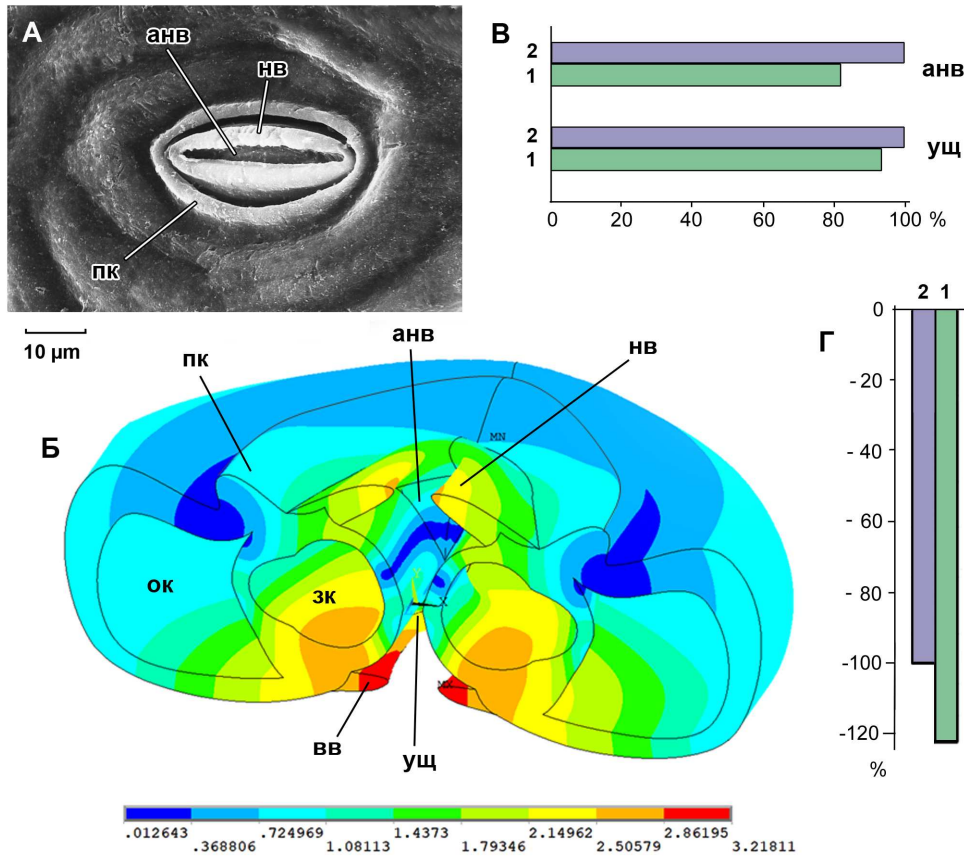 А
анв
нв
пк
10 µm
В
2
1
анв
2
1
ущ
0 20 40 60 80 100 %
Б
пк
анв
нв
MN
ок
зк
Y
X
MX
вв
ущ
.012643 .724969 1.43773 2.14962 2.86195
.368806 1.08113 1.79346 2.50579 3.21811
Г
2 1
0
-20
-40
-60
-80
-100
-120
%